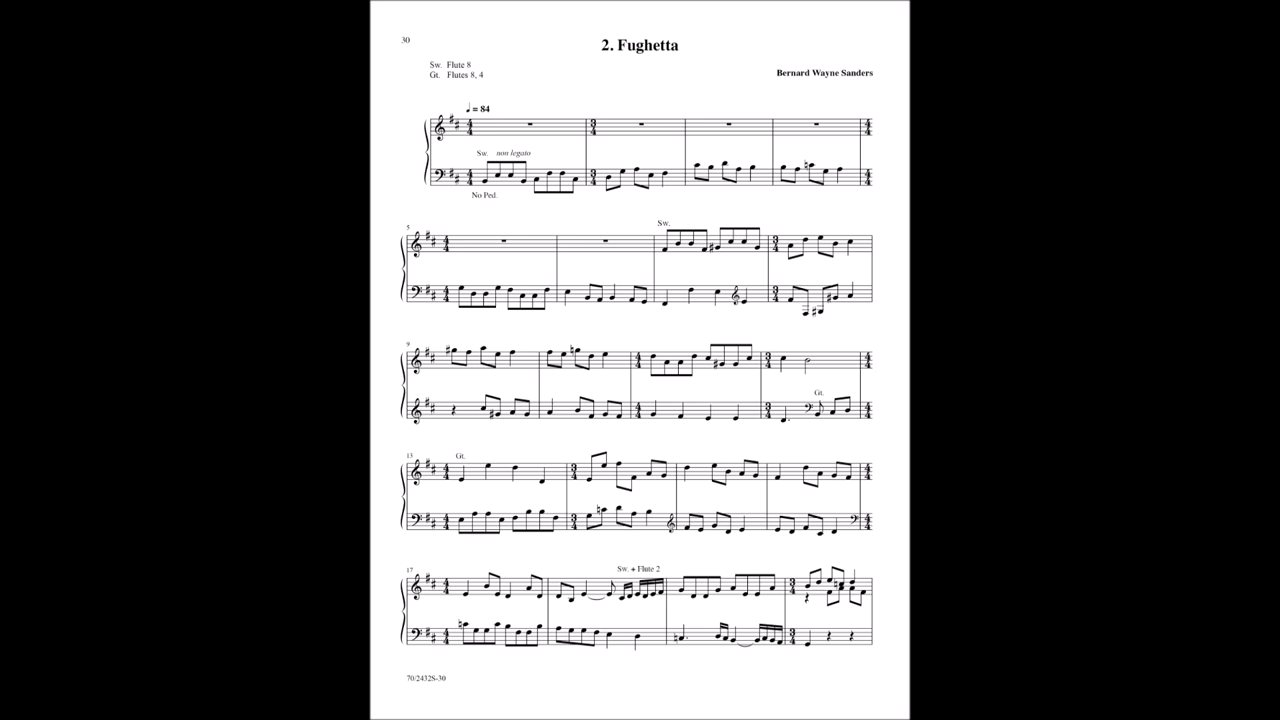 30
2. Fughetta
Sw. Flute 8
Gt. Flutes 8, 4
Bernard Wayne Sanders
♩ = 84
Sw. non legato
No Ped.
5
Sw.
9
Gt.
13
Gt.
17
Sw. + Flute 2
70/2432S-30